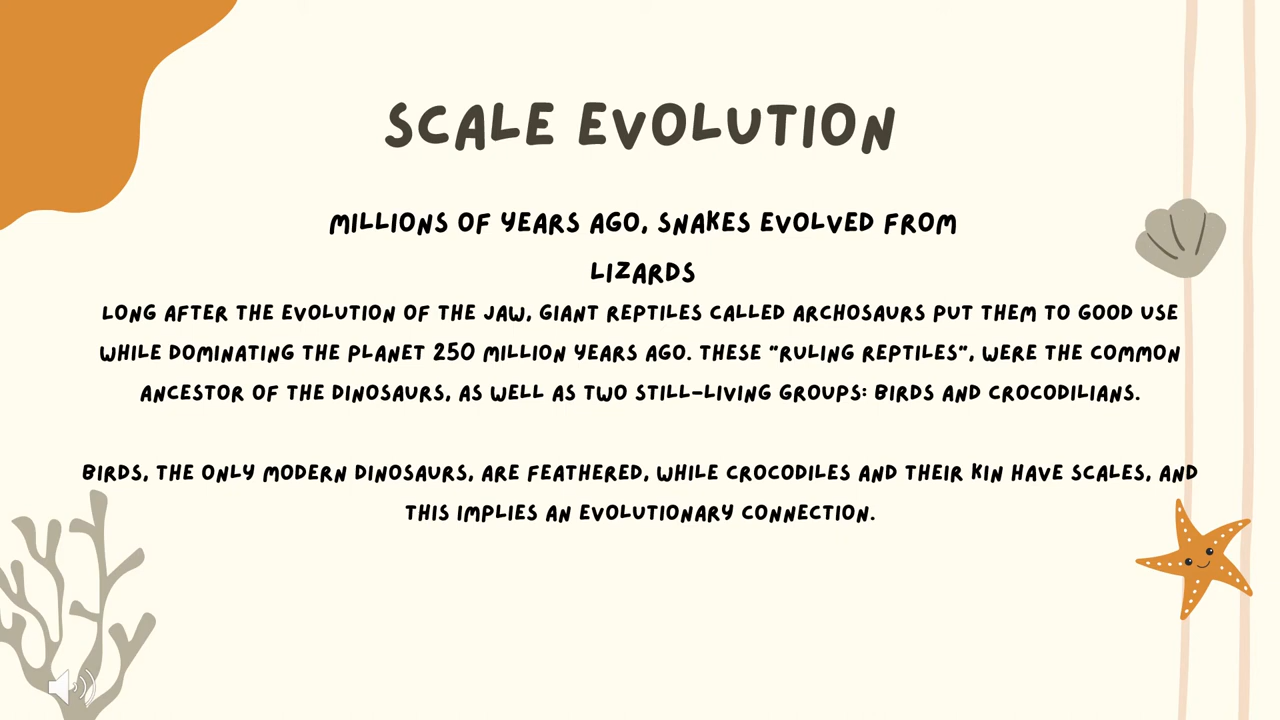 SCALE EVOLUTION
MILLIONS OF YEARS AGO, SNAKES EVOLVED FROM
LIZARDS
LONG AFTER THE EVOLUTION OF THE JAW, GIANT REPTILES CALLED ARCHOSAURS PUT THEM TO GOOD USE
WHILE DOMINATING THE PLANET 250 MILLION YEARS AGO. THESE "RULING REPTILES", WERE THE COMMON
ANCESTOR OF THE DINOSAURS, AS WELL AS TWO STILL-LIVING GROUPS: BIRDS AND CROCODILIANS.
BIRDS, THE ONLY MODERN DINOSAURS, ARE FEATHERED, WHILE CROCODILES AND THEIR KIN HAVE SCALES, AND
THIS IMPLIES AN EVOLUTIONARY CONNECTION.